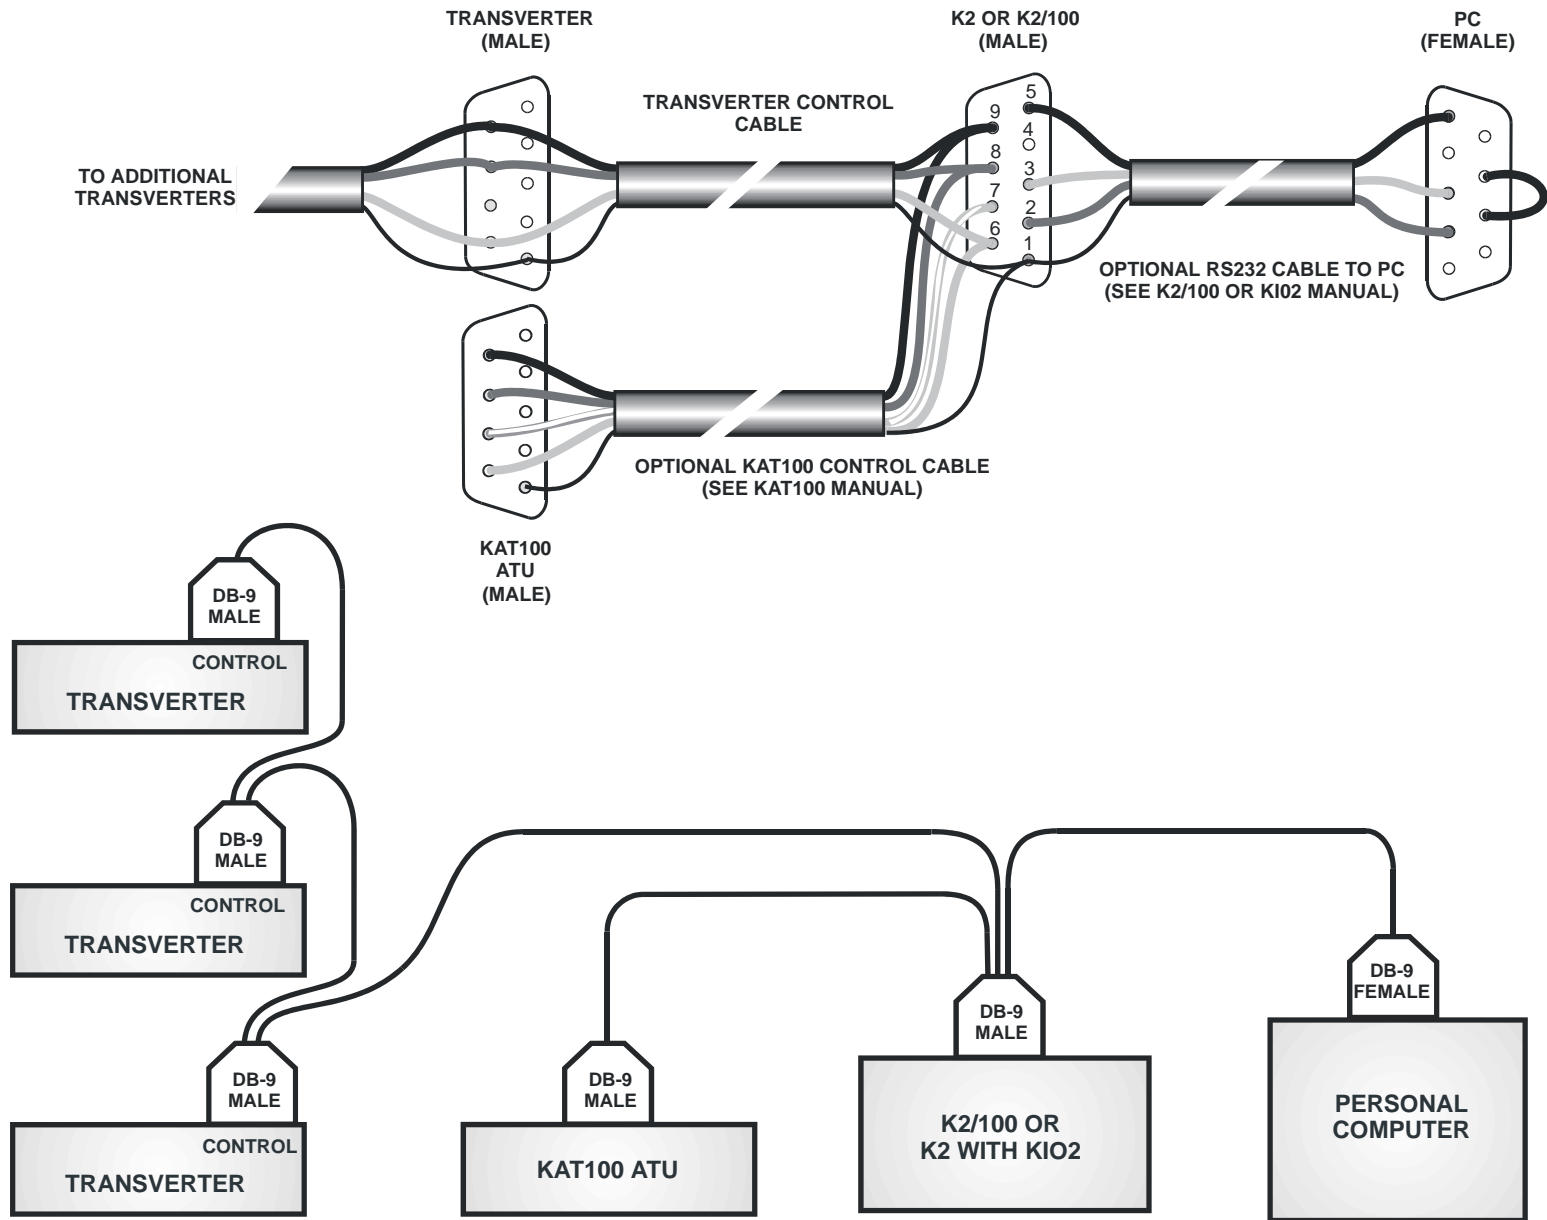 TRANSVERTER
(MALE)
K2 OR K2/100
(MALE)
PC
(FEMALE)
TRANSVERTER CONTROL
CABLE
5
9
4
8
3
7
2
6
1
TO ADDITIONAL
TRANSVERTERS
OPTIONAL RS232 CABLE TO PC
(SEE K2/100 OR KI02 MANUAL)
OPTIONAL KAT100 CONTROL CABLE
(SEE KAT100 MANUAL)
KAT100
ATU
(MALE)
DB-9
MALE
CONTROL
TRANSVERTER
DB-9
MALE
CONTROL
TRANSVERTER
DB-9
MALE
CONTROL
TRANSVERTER
DB-9
MALE
KAT100 ATU
DB-9
MALE
K2/100 OR
K2 WITH KIO2
DB-9
FEMALE
PERSONAL
COMPUTER